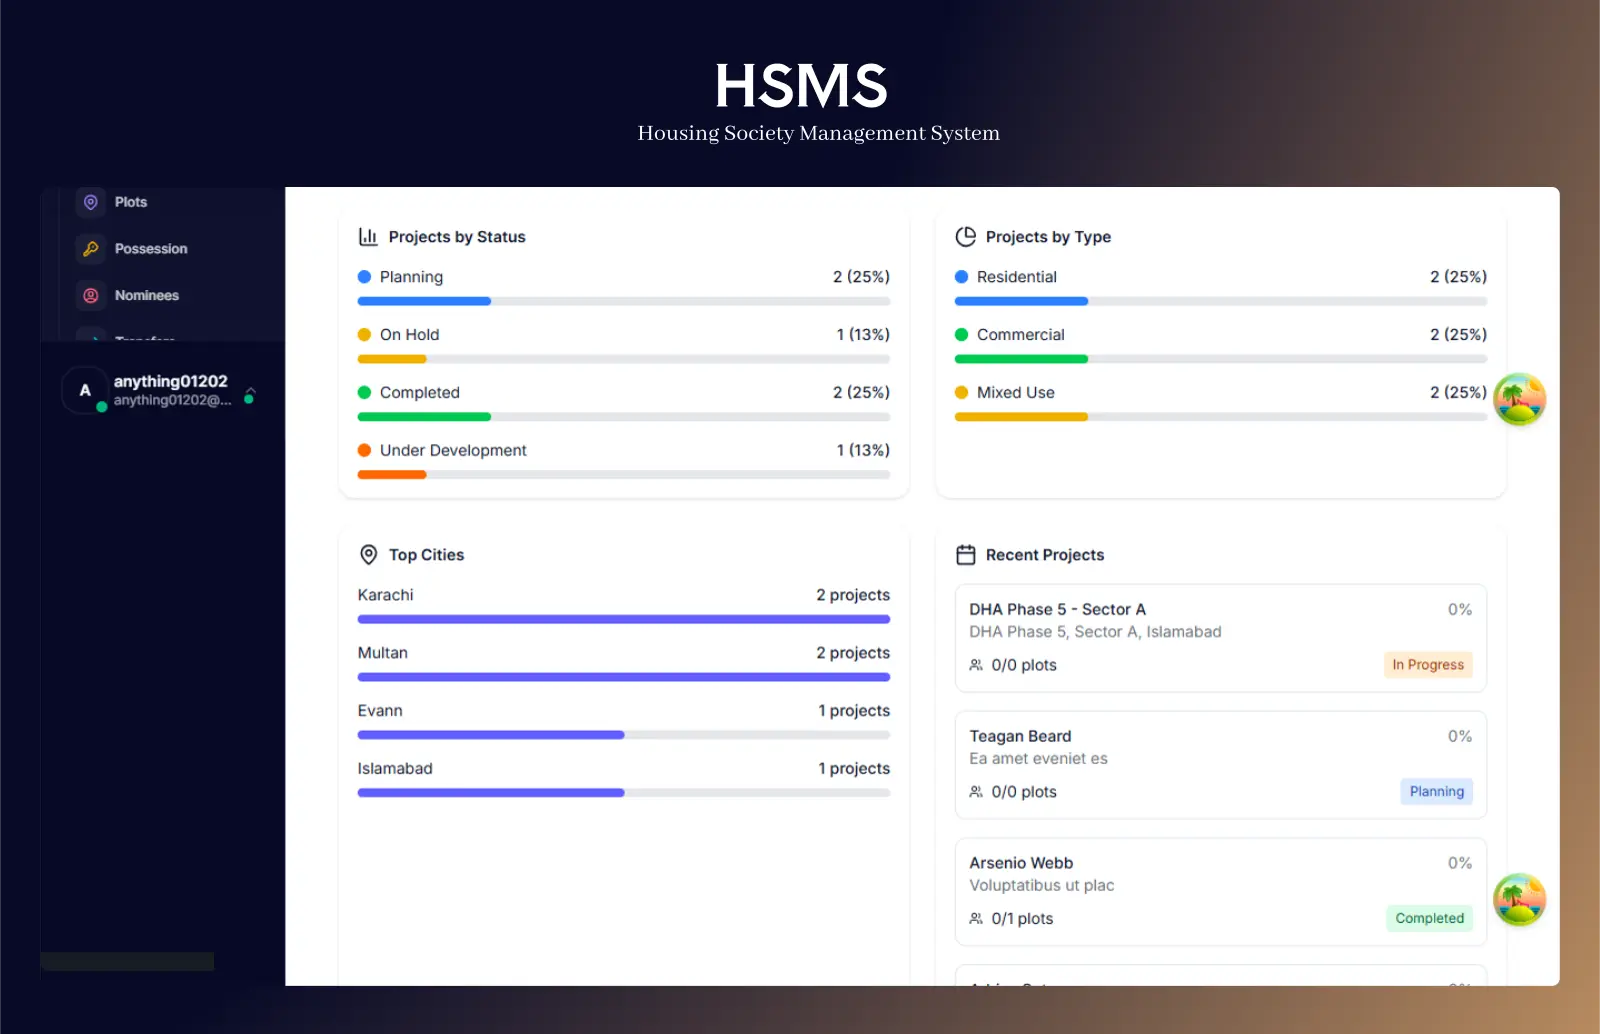 HSMS
Housing Society Management System
Plots
Possession
Nominees
A
anything01202
anything01202@...
Projects by Status
Planning 2 (25%)
On Hold 1 (13%)
Completed 2 (25%)
Under Development 1 (13%)
Projects by Type
Residential 2 (25%)
Commercial 2 (25%)
Mixed Use 2 (25%)
Top Cities
Karachi 2 projects
Multan 2 projects
Evann 1 projects
Islamabad 1 projects
Recent Projects
DHA Phase 5 - Sector A 0%
DHA Phase 5, Sector A, Islamabad
0/0 plots In Progress
Teagan Beard 0%
Ea amet eveniet es
0/0 plots Planning
Arsenio Webb 0%
Voluptatibus ut plac
0/1 plots Completed